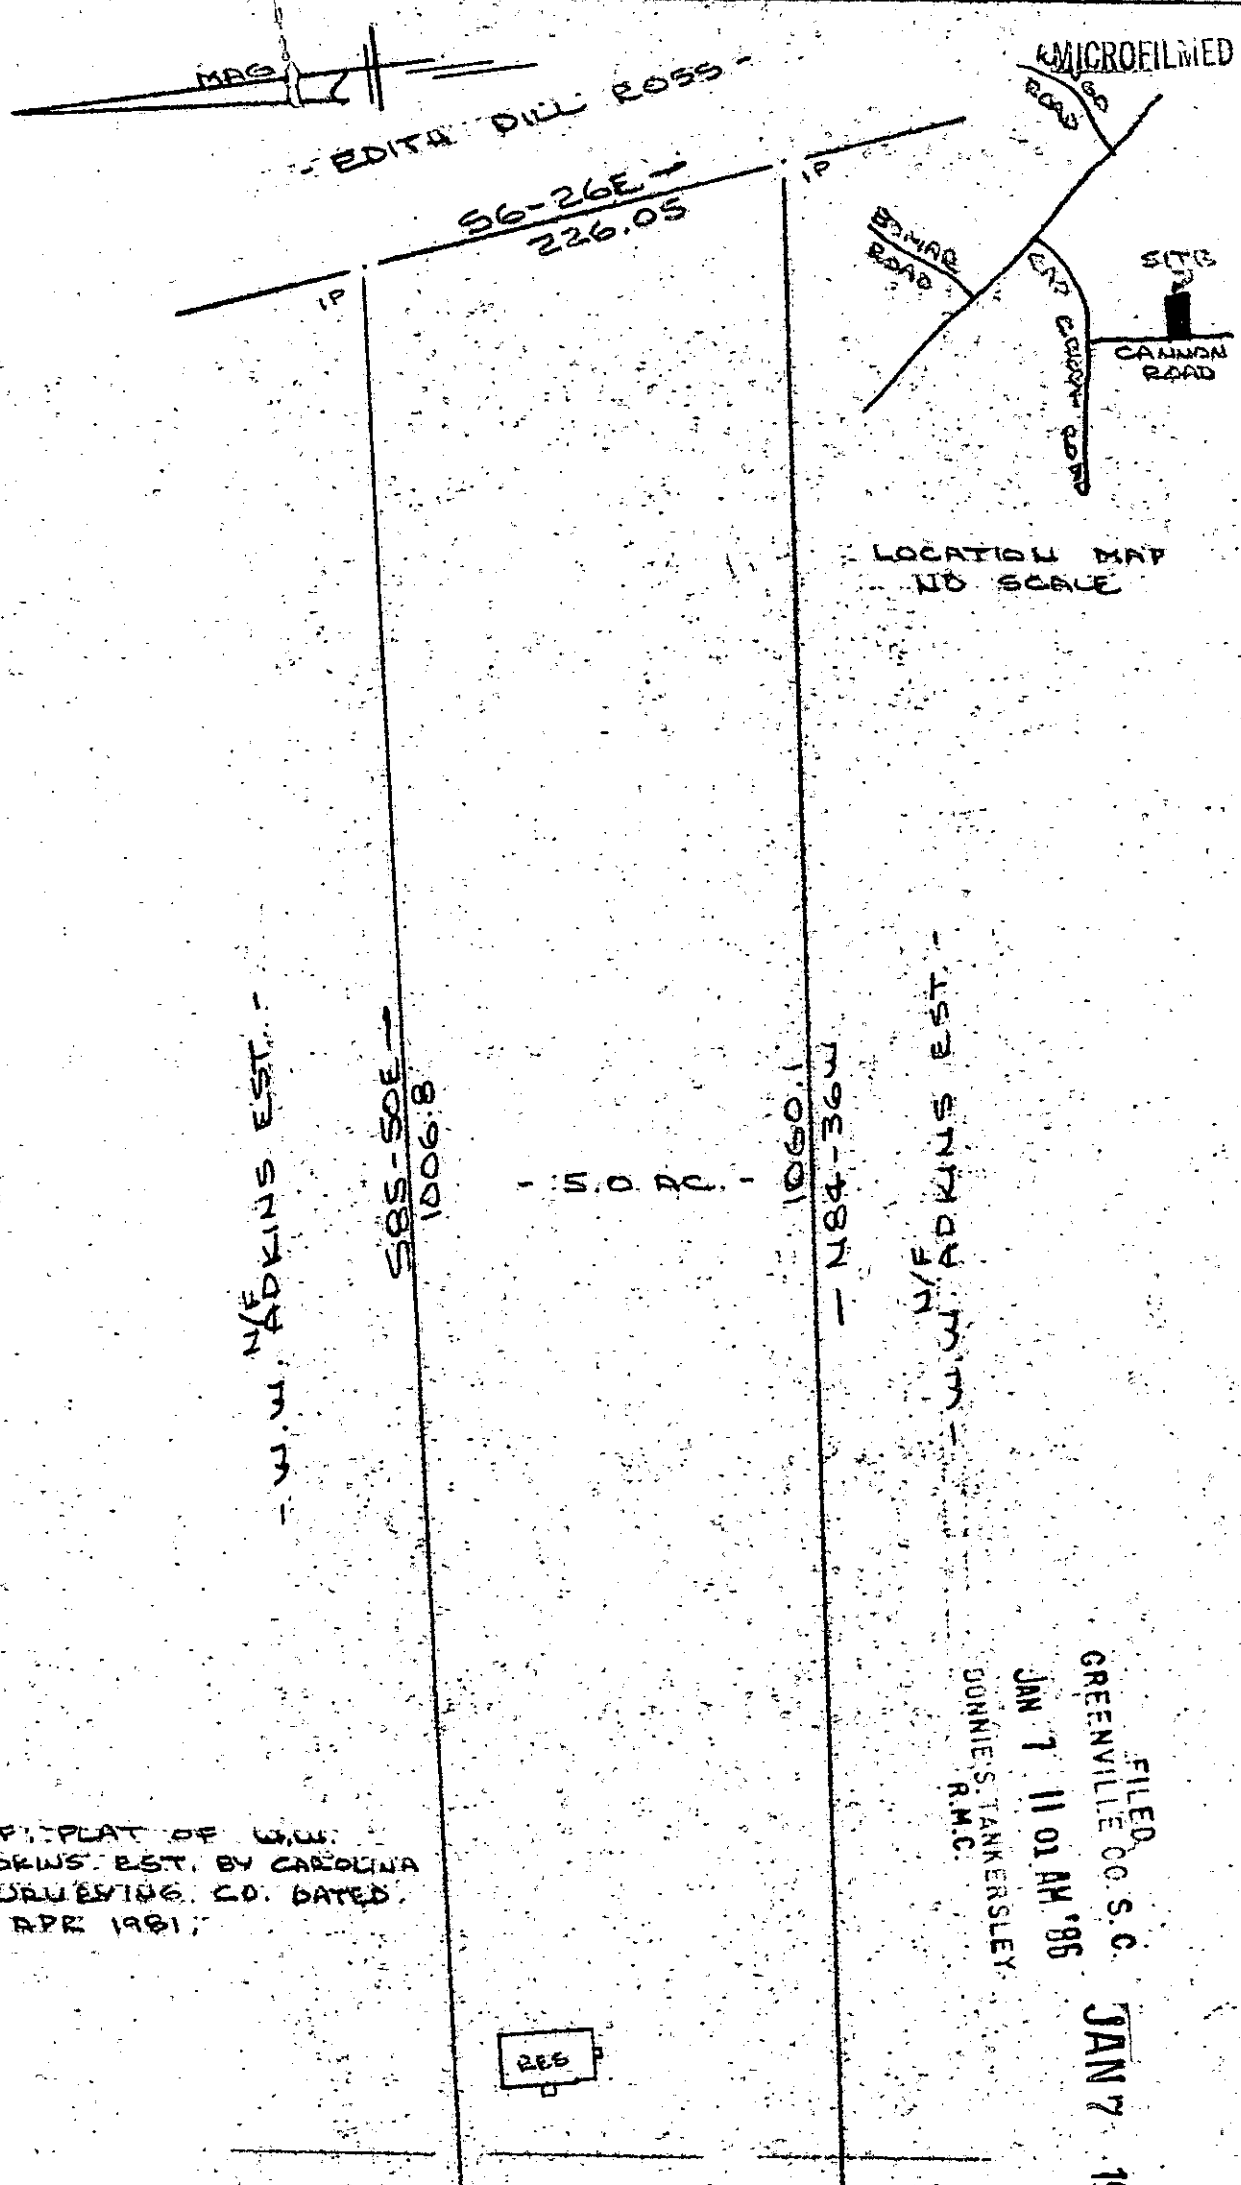 MICROFILMED
MAG
- EDITA DILL ROSS -
S6-26E
226.05
IP
IP
ROAD
ROAD
SITE
CANNON
ROAD
ROAD
LOCATION MAP
NO SCALE
N/F
- W.W. ADKINS EST. -
S85-50E
1006.8
- 5.0 AC. -
1060.1
N84-36W
N/F
- W.W. ADKINS EST. -
FILED
GREENVILLE CO. S.C.
JAN 7 11 01 AM '86
DONNIE S. TANKERSLEY
R.M.C.
JAN 7
PLAT OF W.W.
EST. BY CAROLINA
CO. DATED
APR 1981
RES